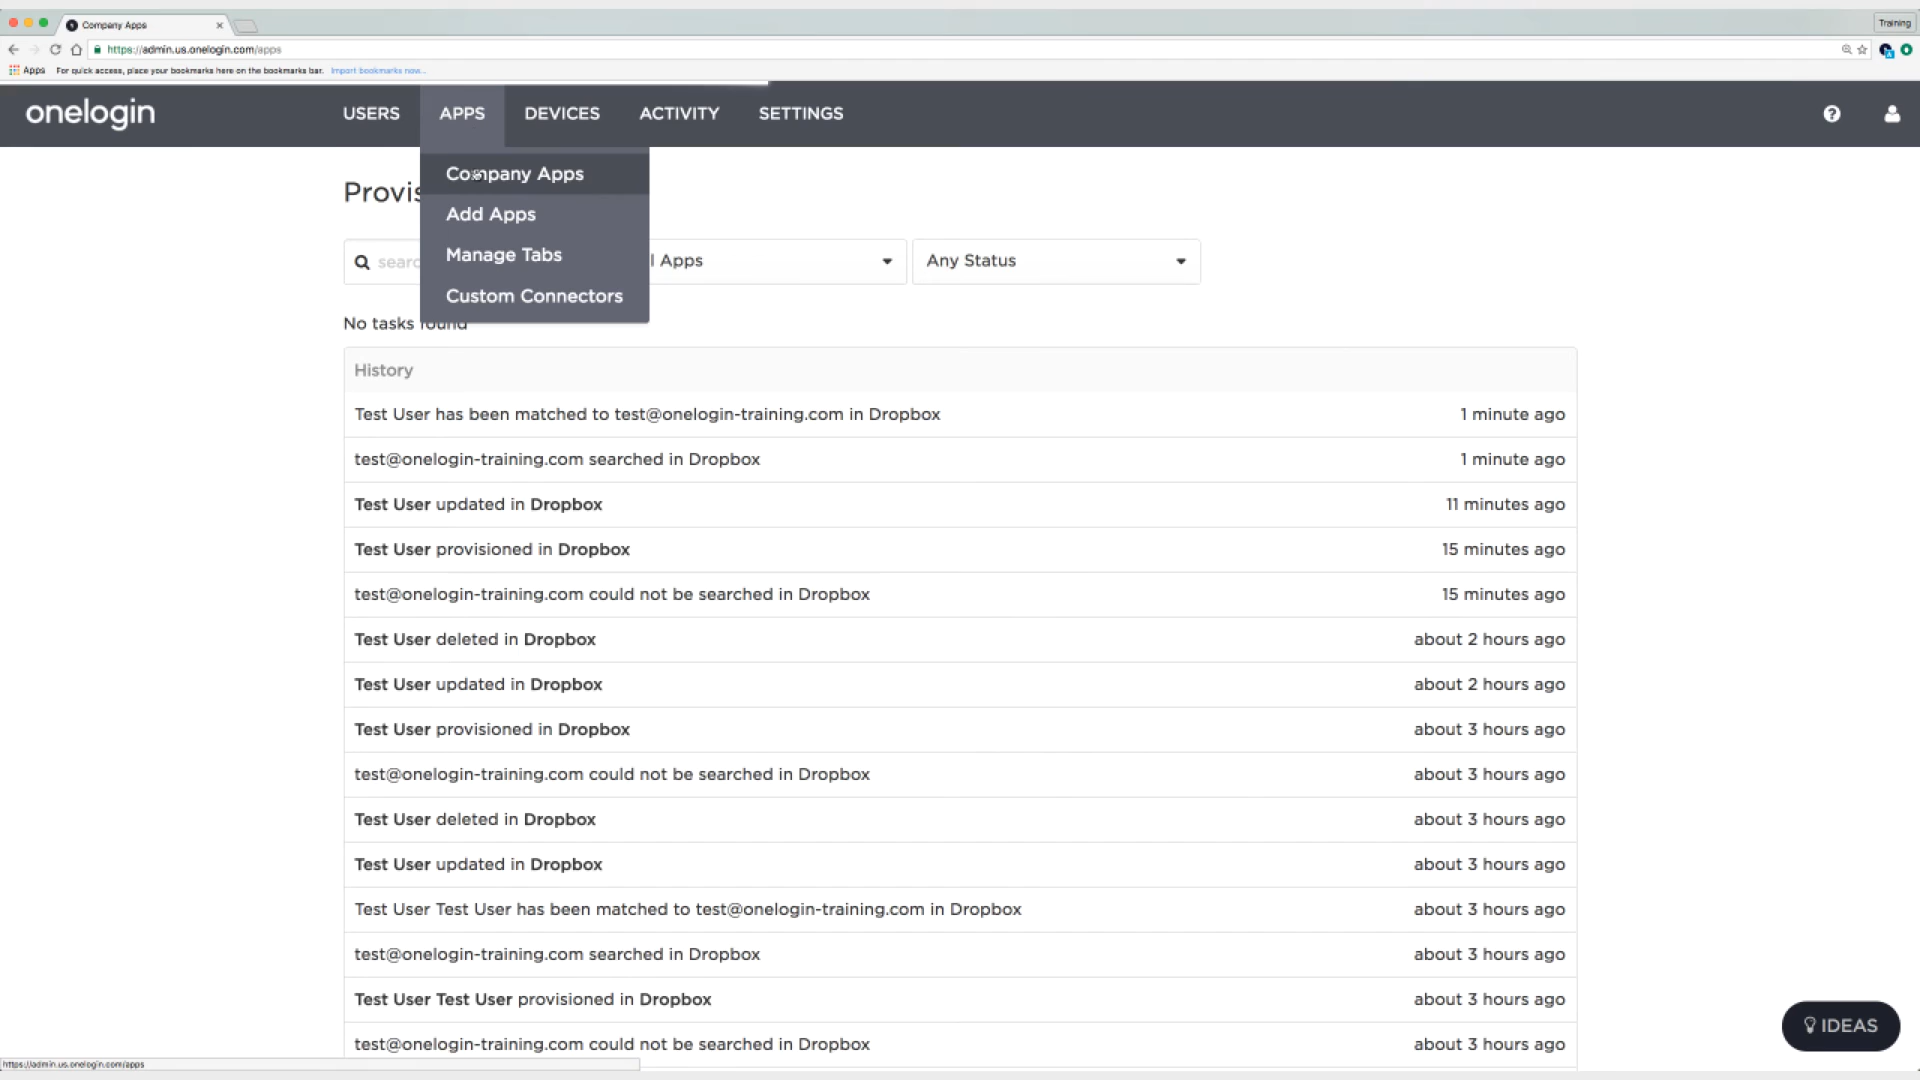 Company Apps
Training
https://admin.us.onelogin.com/apps
Apps For quick access, place your bookmarks here on the bookmarks bar. Import bookmarks now...
onelogin USERS APPS DEVICES ACTIVITY SETTINGS
Company Apps
Add Apps
Manage Tabs
Custom Connectors
Any Status
No tasks found
History
Test User has been matched to test@onelogin-training.com in Dropbox 1 minute ago
test@onelogin-training.com searched in Dropbox 1 minute ago
Test User updated in Dropbox 11 minutes ago
Test User provisioned in Dropbox 15 minutes ago
test@onelogin-training.com could not be searched in Dropbox 15 minutes ago
Test User deleted in Dropbox about 2 hours ago
Test User updated in Dropbox about 2 hours ago
Test User provisioned in Dropbox about 3 hours ago
test@onelogin-training.com could not be searched in Dropbox about 3 hours ago
Test User deleted in Dropbox about 3 hours ago
Test User updated in Dropbox about 3 hours ago
Test User Test User has been matched to test@onelogin-training.com in Dropbox about 3 hours ago
test@onelogin-training.com searched in Dropbox about 3 hours ago
Test User Test User provisioned in Dropbox about 3 hours ago
test@onelogin-training.com could not be searched in Dropbox about 3 hours ago
IDEAS
https://admin.us.onelogin.com/apps